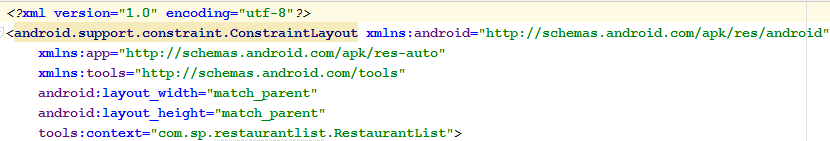 <?xml version="1.0" encoding="utf-8"?>
<android.support.constraint.ConstraintLayout xmlns:android="http://schemas.android.com/apk/res/android"
xmlns:app="http://schemas.android.com/apk/res-auto"
xmlns:tools="http://schemas.android.com/tools"
android:layout_width="match_parent"
android:layout_height="match_parent"
tools:context="com.sp.restaurantlist.RestaurantList">